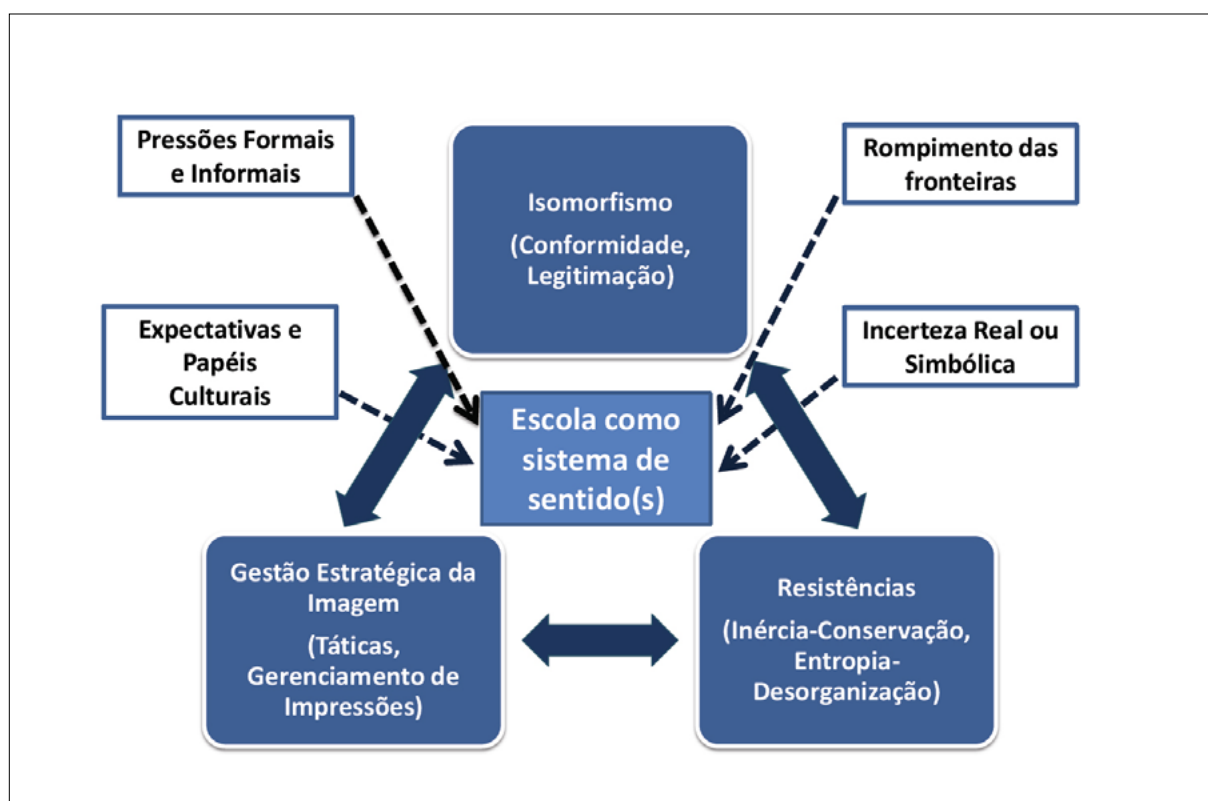 Pressões Formais
e Informais
Isomorfismo
(Conformidade,
Legitimação)
Rompimento das
fronteiras
Expectativas e
Papéis
Culturais
Incerteza Real ou
Simbólica
Escola como
sistema de
sentido(s)
Gestão Estratégica da
Imagem
(Táticas,
Gerenciamento de
Impressões)
Resistências
(Inércia-Conservação,
Entropia-
Desorganização)